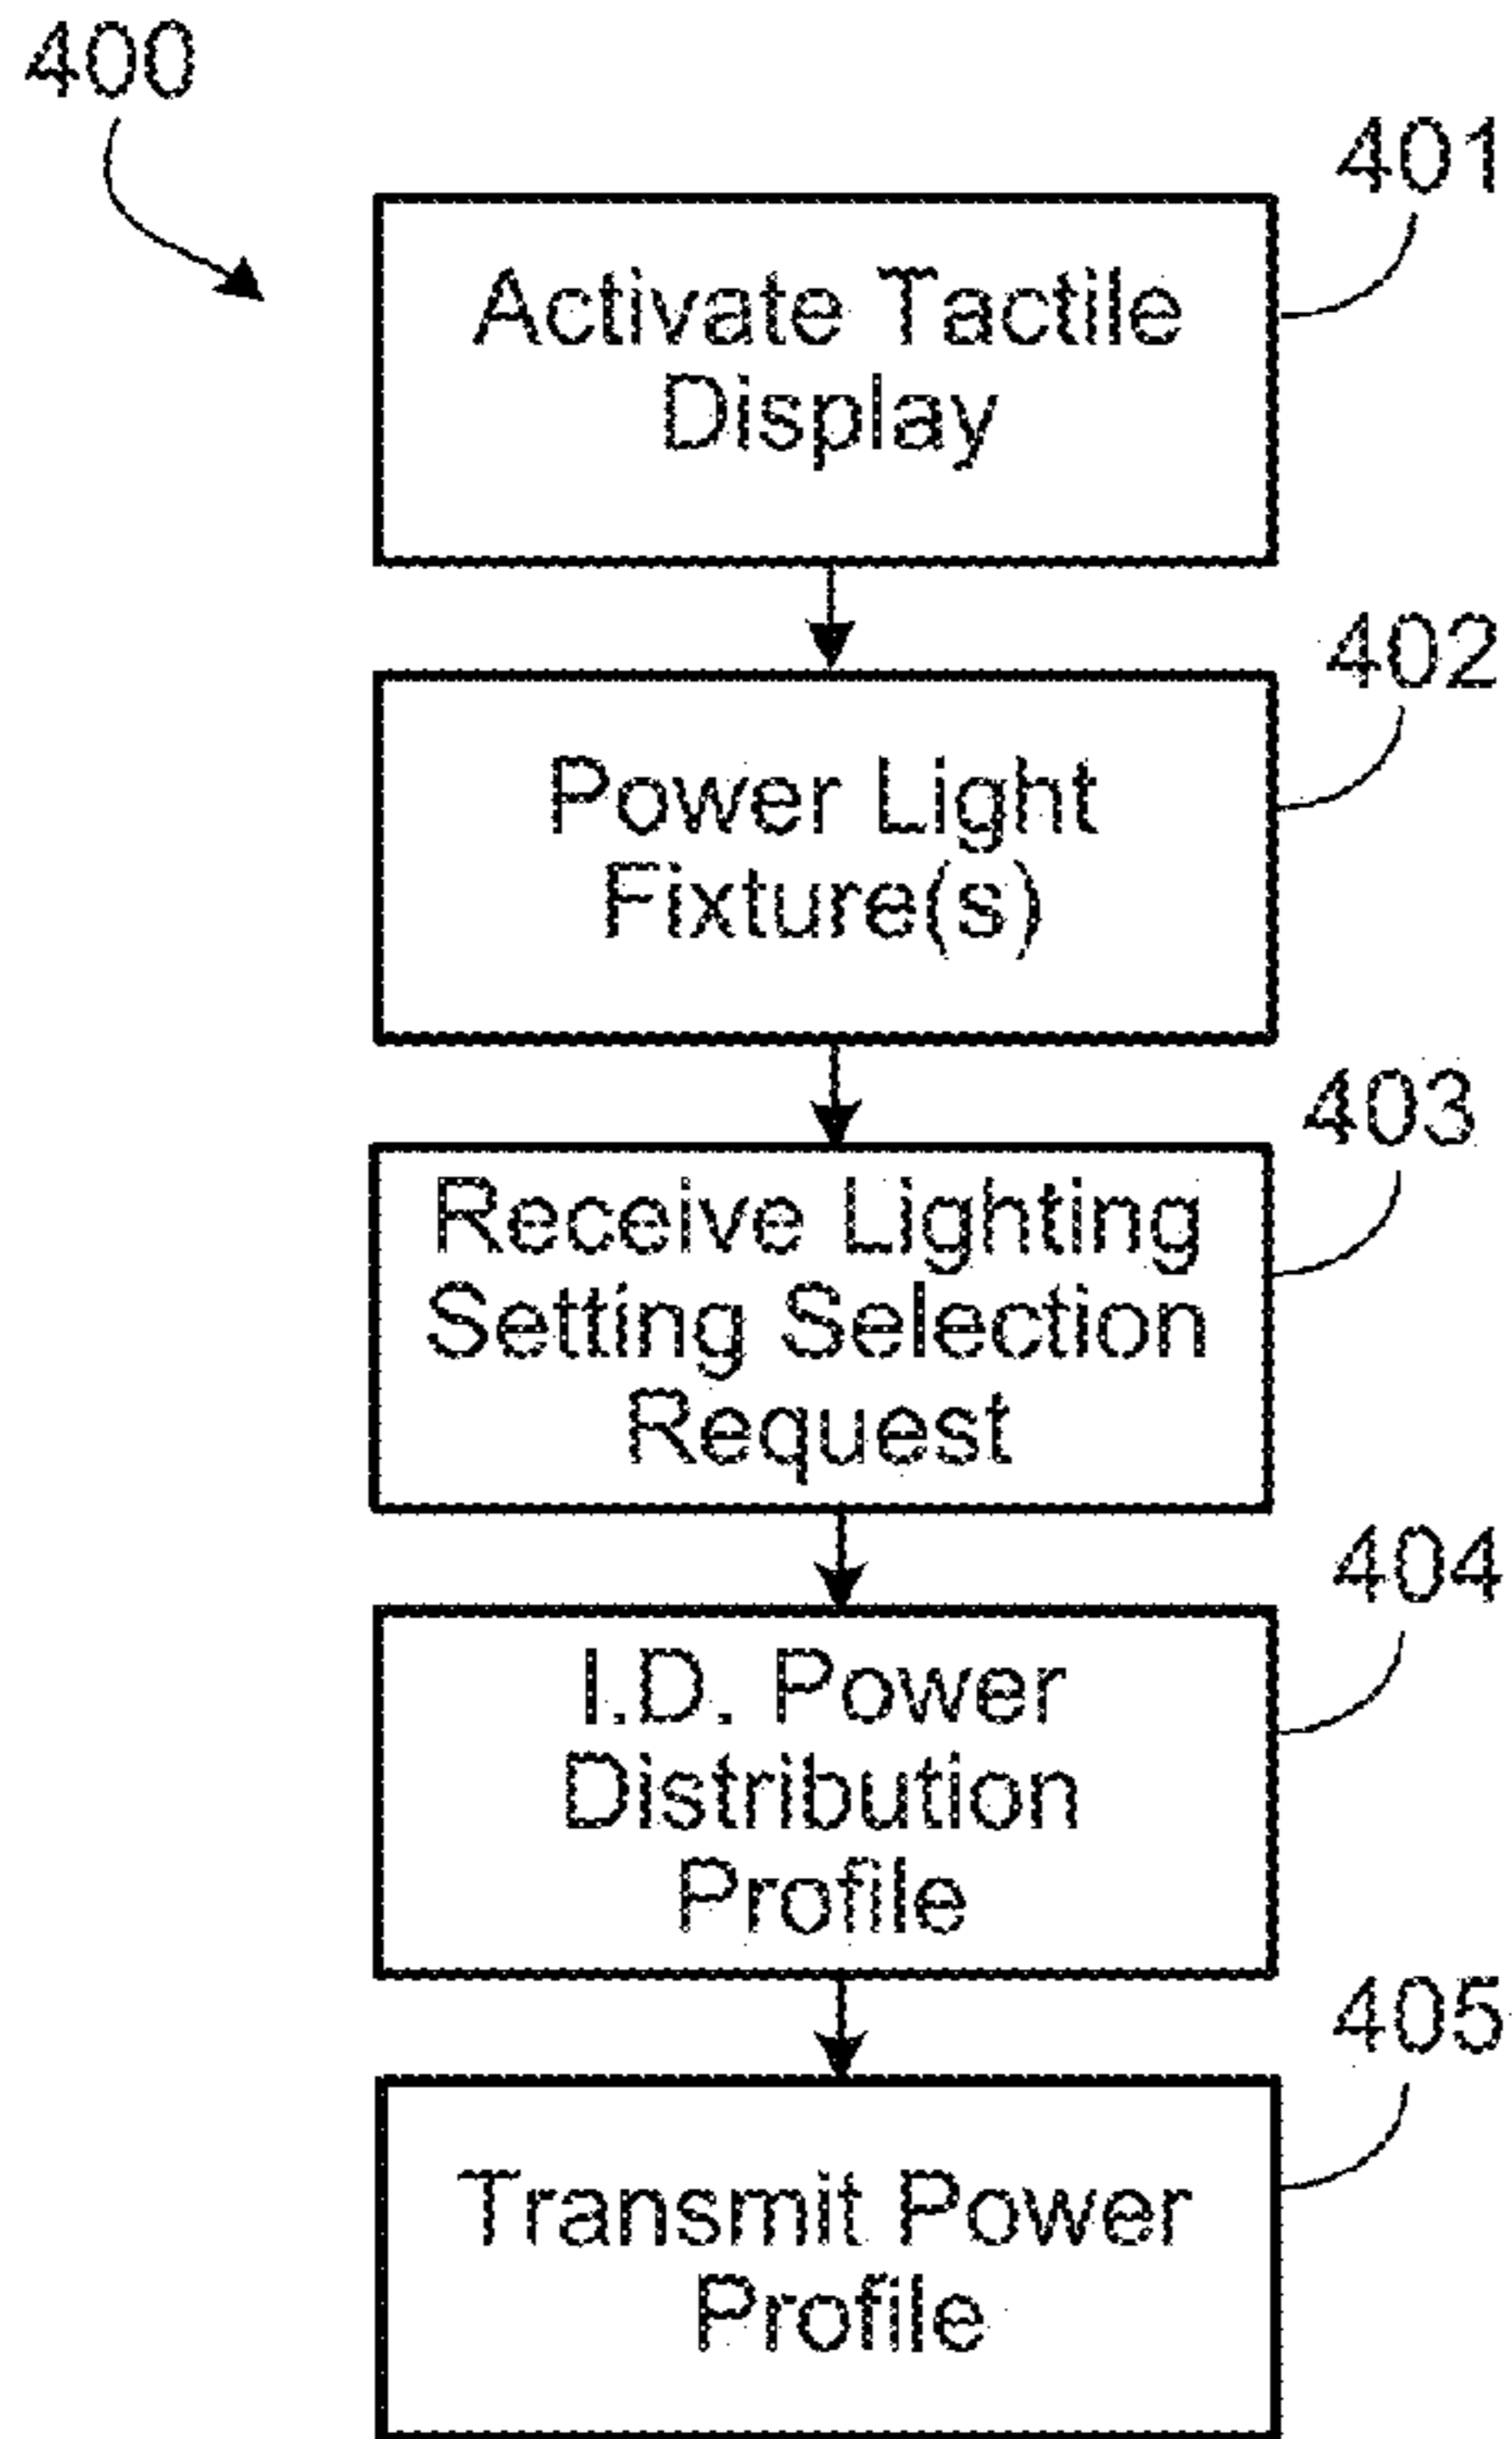 400
401
Activate Tactile
Display
402
Power Light
Fixture(s)
403
Receive Lighting
Setting Selection
Request
404
I.D. Power
Distribution
Profile
405
Transmit Power
Profile